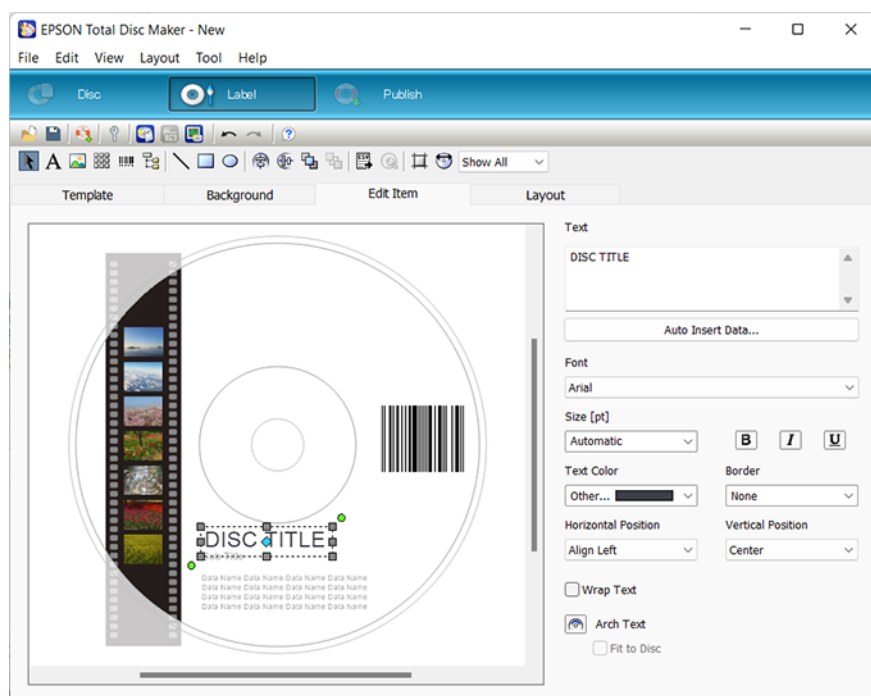 EPSON Total Disc Maker - New
File Edit View Layout Tool Help
Disc Label Publish
A Show All
Template Background Edit Item Layout
Text
DISC TITLE
Auto Insert Data...
Font
Arial
Size [pt]
Automatic B I U
Text Color Border
Other... None
Horizontal Position Vertical Position
Align Left Center
Wrap Text
Arch Text
Fit to Disc
DISC TITLE
Sub Title
Data Name Data Name Data Name Data Name
Data Name Data Name Data Name Data Name
Data Name Data Name Data Name Data Name
Data Name Data Name Data Name Data Name